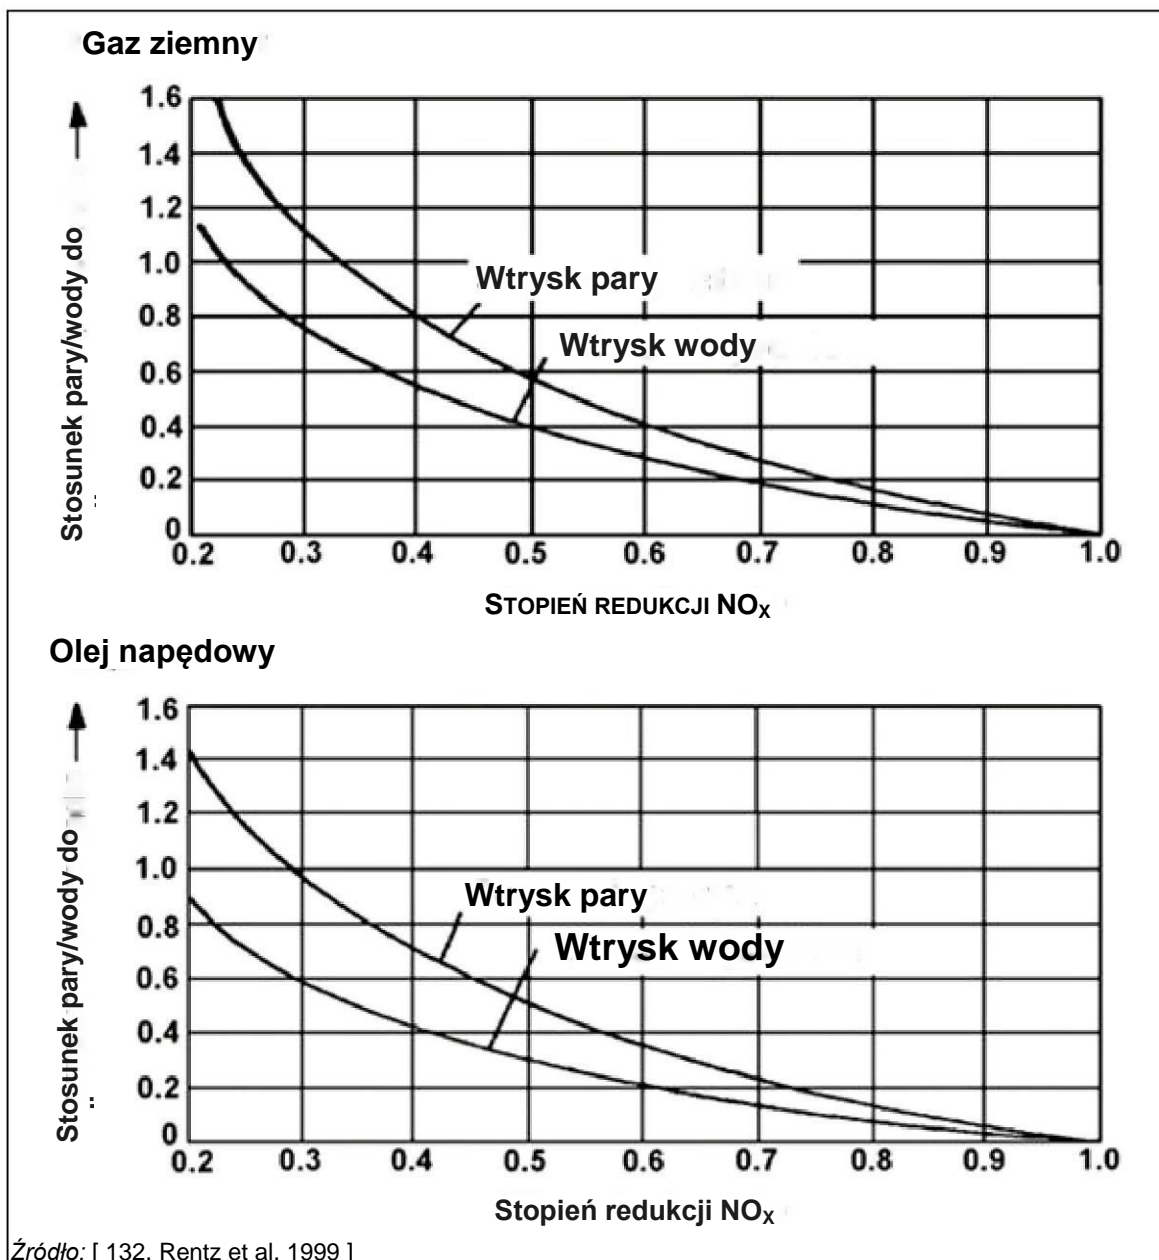 Gaz ziemny
Stosunek pary/wody do
1.6
1.4
1.2
1.0
0.8
0.6
0.4
0.2
0
Wtrysk pary
Wtrysk wody
0.2 0.3 0.4 0.5 0.6 0.7 0.8 0.9 1.0
STOPIEŃ REDUKCJI NOX
Olej napędowy
Stosunek pary/wody do
1.6
1.4
1.2
1.0
0.8
0.6
0.4
0.2
0
Wtrysk pary
Wtrysk wody
0.2 0.3 0.4 0.5 0.6 0.7 0.8 0.9 1.0
Stopień redukcji NOX
Źródło: [ 132, Rentz et al. 1999 ]